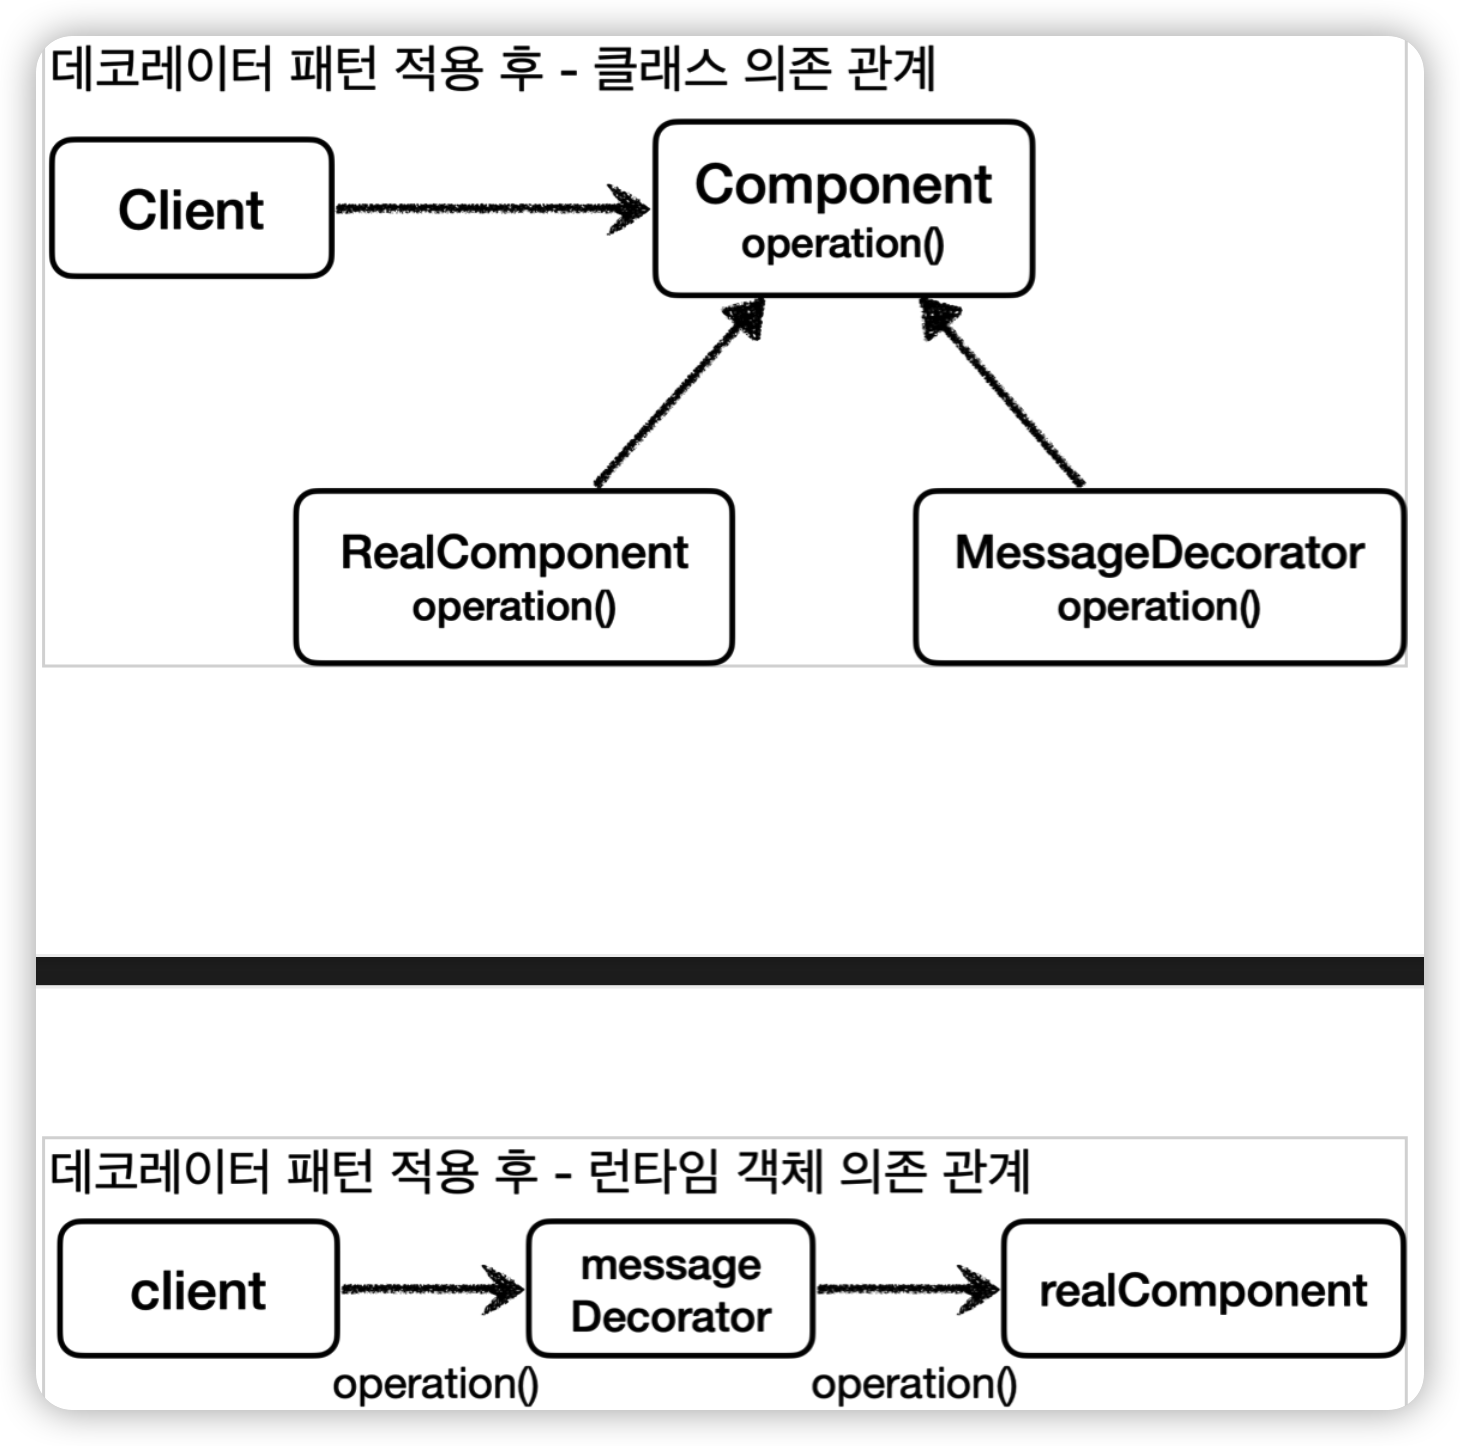 데코레이터 패턴 적용 후 - 클래스 의존 관계
Client
Component
operation()
RealComponent
operation()
MessageDecorator
operation()
데코레이터 패턴 적용 후 - 런타임 객체 의존 관계
client
message
Decorator
realComponent
operation()
operation()